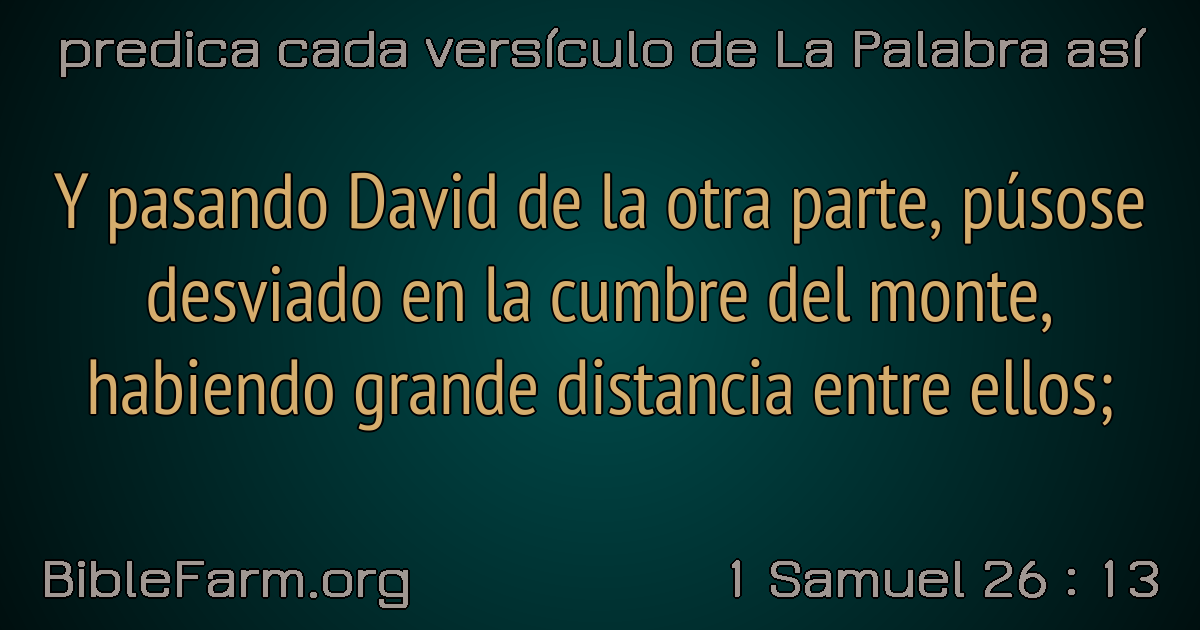 predica cada versículo de La Palabra así
Y pasando David de la otra parte, púsose
desviado en la cumbre del monte,
habiendo grande distancia entre ellos;
BibleFarm.org
1 Samuel 26 : 13